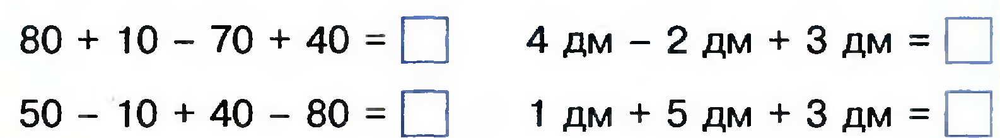 80 + 10 − 70 + 40 =
4 дм − 2 дм + 3 дм =
50 − 10 + 40 − 80 =
1 дм + 5 дм + 3 дм =